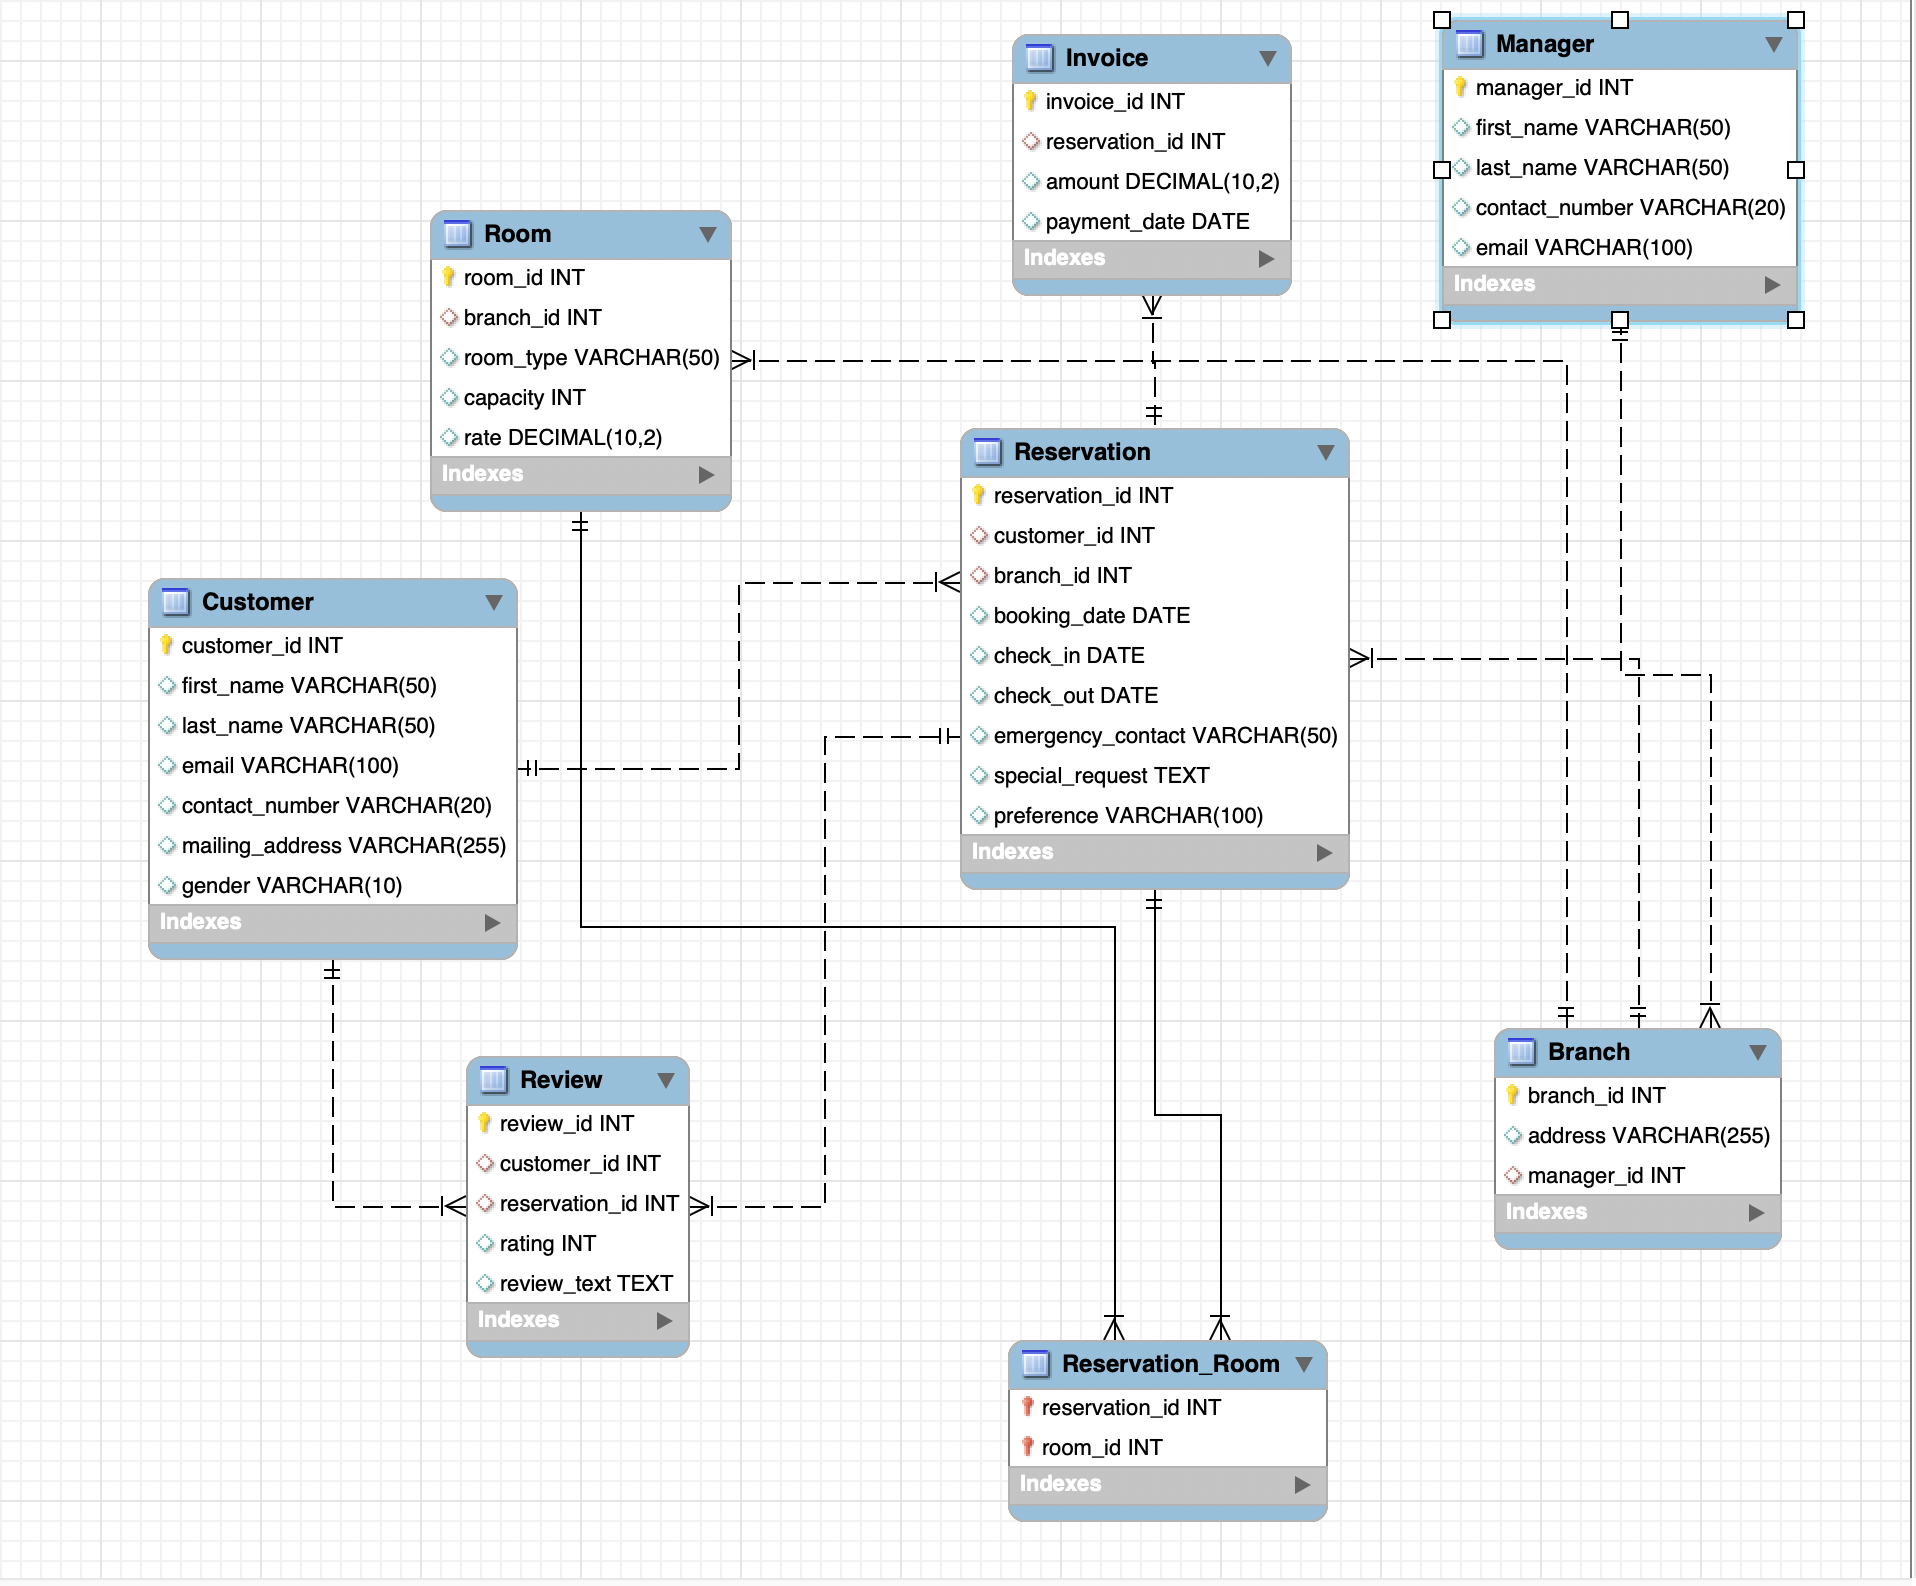 Invoice
invoice_id INT
reservation_id INT
amount DECIMAL(10,2)
payment_date DATE
Indexes
Manager
manager_id INT
first_name VARCHAR(50)
last_name VARCHAR(50)
contact_number VARCHAR(20)
email VARCHAR(100)
Indexes
Room
room_id INT
branch_id INT
room_type VARCHAR(50)
capacity INT
rate DECIMAL(10,2)
Indexes
Reservation
reservation_id INT
customer_id INT
branch_id INT
booking_date DATE
check_in DATE
check_out DATE
emergency_contact VARCHAR(50)
special_request TEXT
preference VARCHAR(100)
Indexes
Customer
customer_id INT
first_name VARCHAR(50)
last_name VARCHAR(50)
email VARCHAR(100)
contact_number VARCHAR(20)
mailing_address VARCHAR(255)
gender VARCHAR(10)
Indexes
Review
review_id INT
customer_id INT
reservation_id INT
rating INT
review_text TEXT
Indexes
Branch
branch_id INT
address VARCHAR(255)
manager_id INT
Indexes
Reservation_Room
reservation_id INT
room_id INT
Indexes